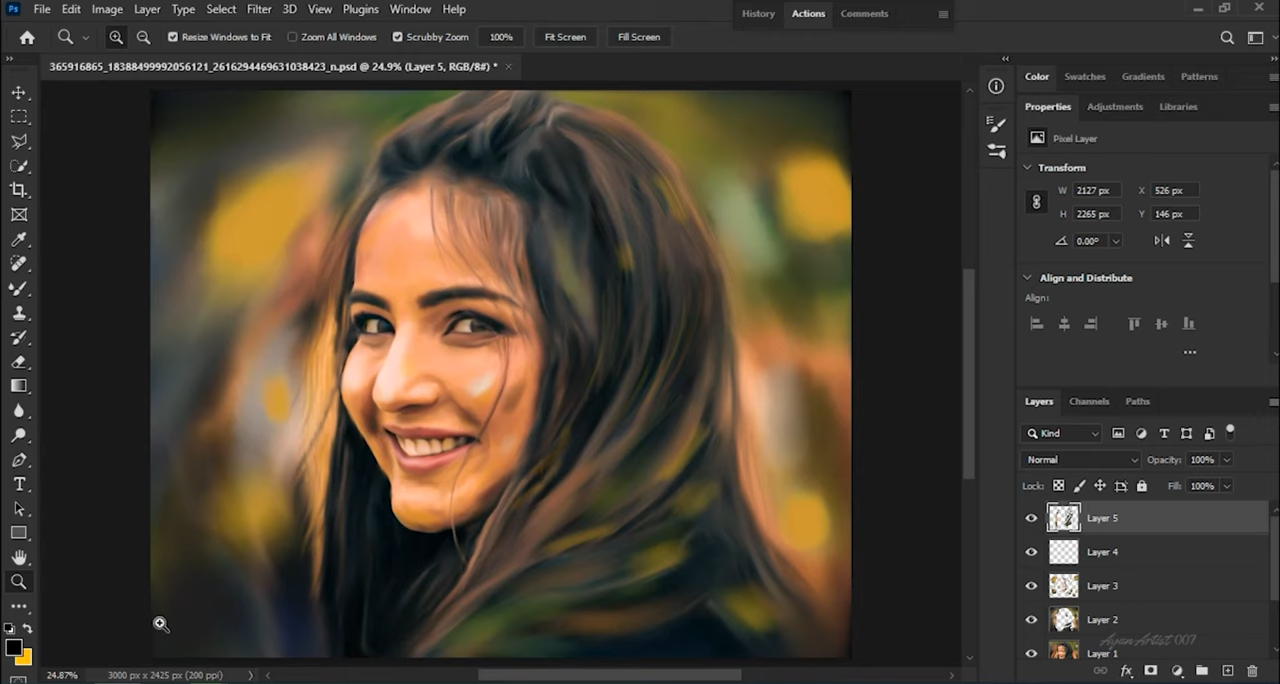 Ps File Edit Image Layer Type Select Filter 3D View Plugins Window Help
History Actions Comments
Resize Windows to Fit Zoom All Windows Scrubby Zoom 100% Fit Screen Fill Screen
365916865_18388499992056121_2616294469631038423_n.psd @ 24.9% (Layer 5, RGB/8#) * ×
Color Swatches Gradients Patterns
Properties Adjustments Libraries
Pixel Layer
Transform
W 2127 px X 526 px
H 2265 px Y 146 px
0.00°
Align and Distribute
Align:
Layers Channels Paths
Kind
Normal Opacity: 100%
Lock: Fill: 100%
Layer 5
Layer 4
Layer 3
Layer 2
Ayan Artist 007
Layer 1
24.87% 3000 px x 2425 px (200 ppi)